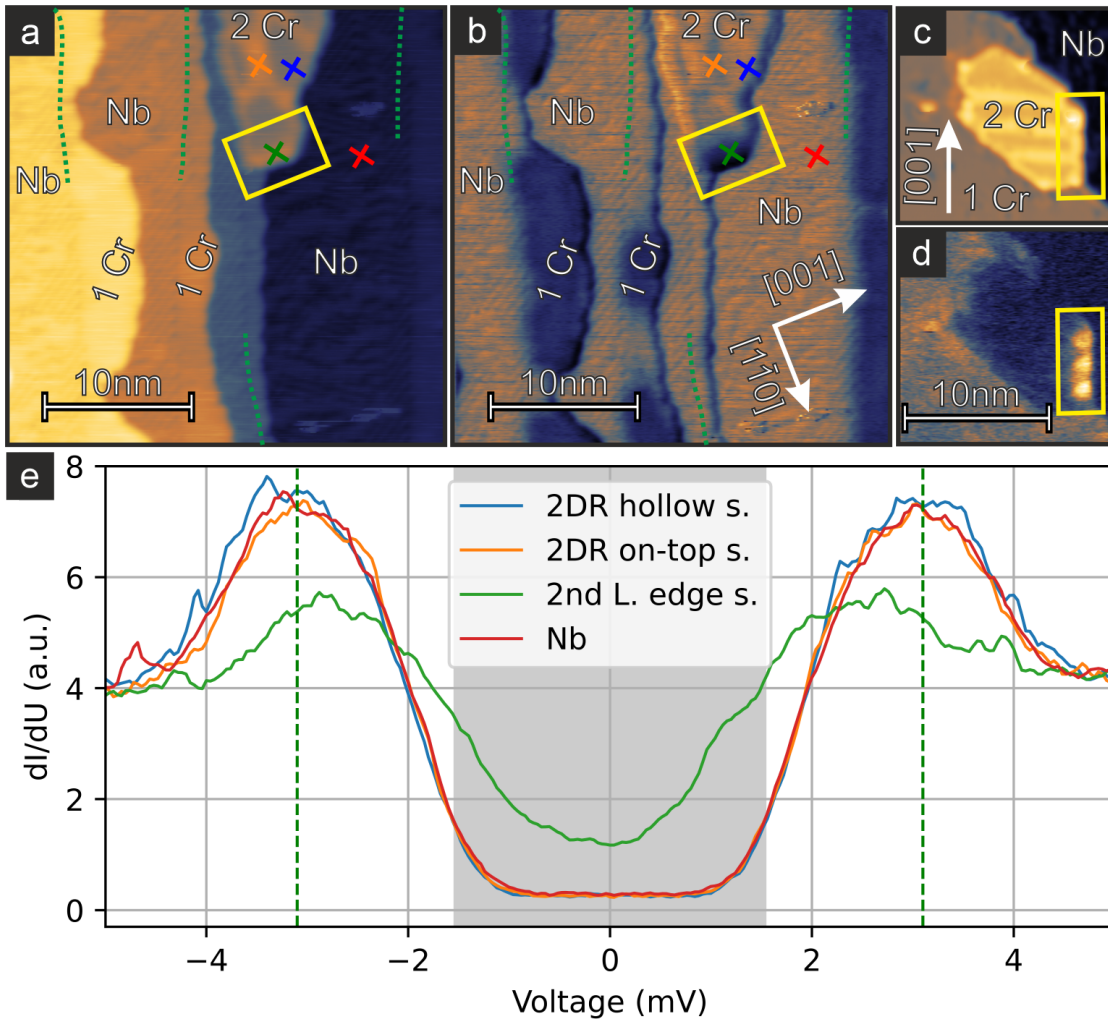 a
2 Cr
Nb
Nb
1 Cr
1 Cr
Nb
10nm
b
2 Cr
Nb
Nb
Nb
1 Cr
1 Cr
[001]
[11̄0]
10nm
c
Nb
2 Cr
[001]
1 Cr
d
10nm
e
8
6
4
2
0
dI/dU (a.u.)
2DR hollow s.
2DR on-top s.
2nd L. edge s.
Nb
−4
−2
0
2
4
Voltage (mV)